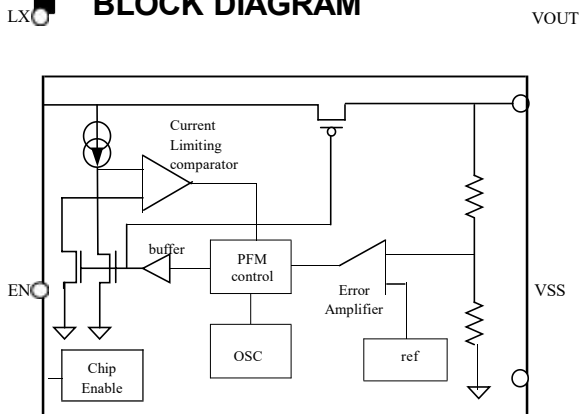 BLOCK DIAGRAM
LX
VOUT
Current
Limiting
comparator
buffer
PFM
control
EN
Error
Amplifier
VSS
OSC
ref
Chip
Enable